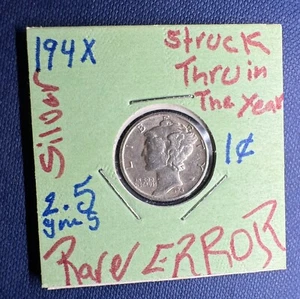 194X
Struck
Thru in
The Year
Silver
1¢
2.5
gms
Rare ERROR